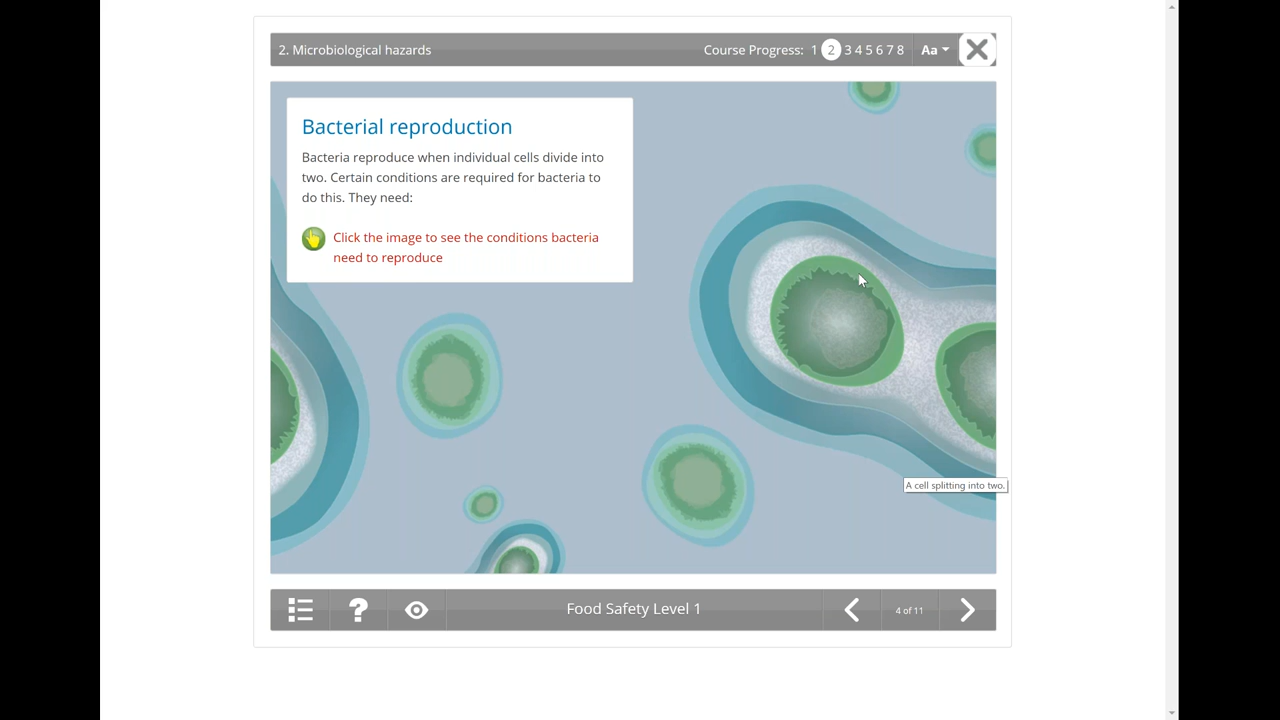 2. Microbiological hazards
Course Progress: 1 2 3 4 5 6 7 8
Aa
Bacterial reproduction
Bacteria reproduce when individual cells divide into
two. Certain conditions are required for bacteria to
do this. They need:
Click the image to see the conditions bacteria
need to reproduce
A cell splitting into two.
?
Food Safety Level 1
4 of 11